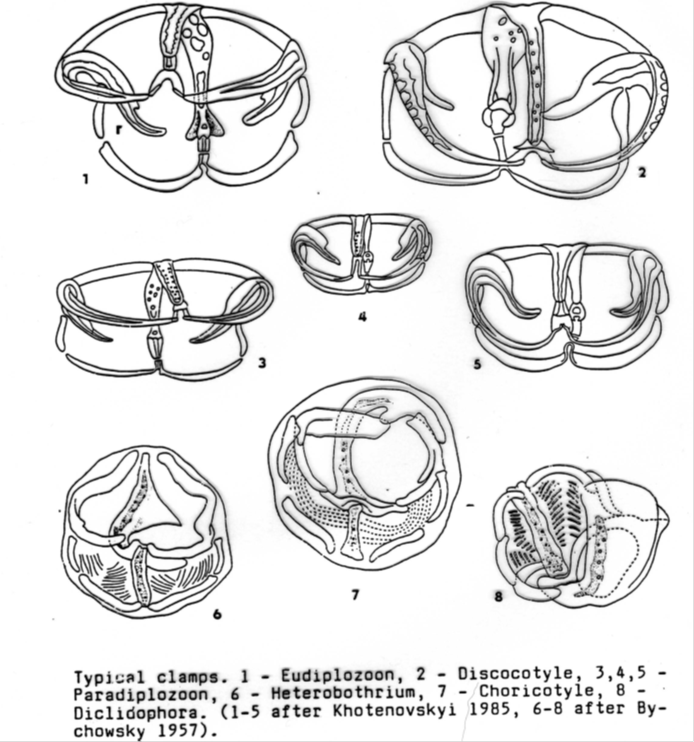 r
1
2
3
4
5
6
7
8
Typical clamps. 1 - Eudiplozoon, 2 - Discocotyle, 3,4,5 -
Paradiplozoon, 6 - Heterobothrium, 7 - Choricotyle, 8 -
Diclidophora. (1-5 after Khotenovskyi 1985, 6-8 after By-
chowsky 1957).